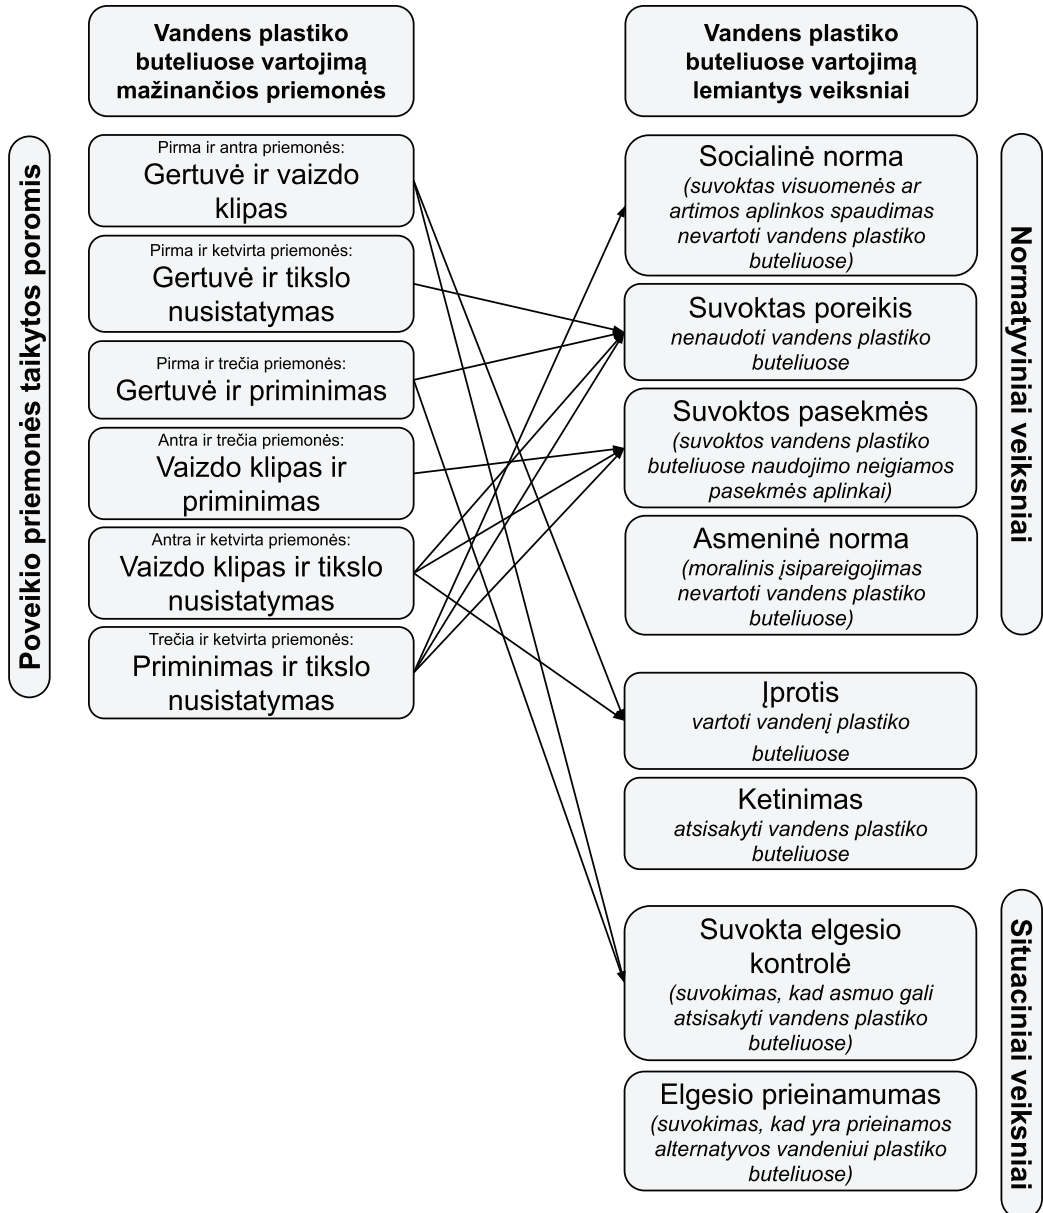 Vandens plastiko
buteliuose vartojimą
mažinančios priemonės
Poveikio priemonės taikytos poromis
Pirma ir antra priemonės:
Gertuvė ir vaizdo
klipas
Pirma ir ketvirta priemonės:
Gertuvė ir tikslo
nusistatymas
Pirma ir trečia priemonės:
Gertuvė ir priminimas
Antra ir trečia priemonės:
Vaizdo klipas ir
priminimas
Antra ir ketvirta priemonės:
Vaizdo klipas ir tikslo
nusistatymas
Trečia ir ketvirta priemonės:
Priminimas ir tikslo
nusistatymas
Vandens plastiko
buteliuose vartojimą
lemiantys veiksniai
Normatyviniai veiksniai
Socialinė norma
(suvoktas visuomenės ar
artimos aplinkos spaudimas
nevartoti vandens plastiko
buteliuose)
Suvoktas poreikis
nenaudoti vandens plastiko
buteliuose
Suvoktos pasekmės
(suvoktos vandens plastiko
buteliuose naudojimo neigiamos
pasekmės aplinkai)
Asmeninė norma
(moralinis įsipareigojimas
nevartoti vandens plastiko
buteliuose)
Įprotis
vartoti vandenį plastiko
buteliuose
Ketinimas
atsisakyti vandens plastiko
buteliuose
Situaciniai veiksniai
Suvokta elgesio
kontrolė
(suvokimas, kad asmuo gali
atsisakyti vandens plastiko
buteliuose)
Elgesio prieinamumas
(suvokimas, kad yra prieinamos
alternatyvos vandeniui plastiko
buteliuose)